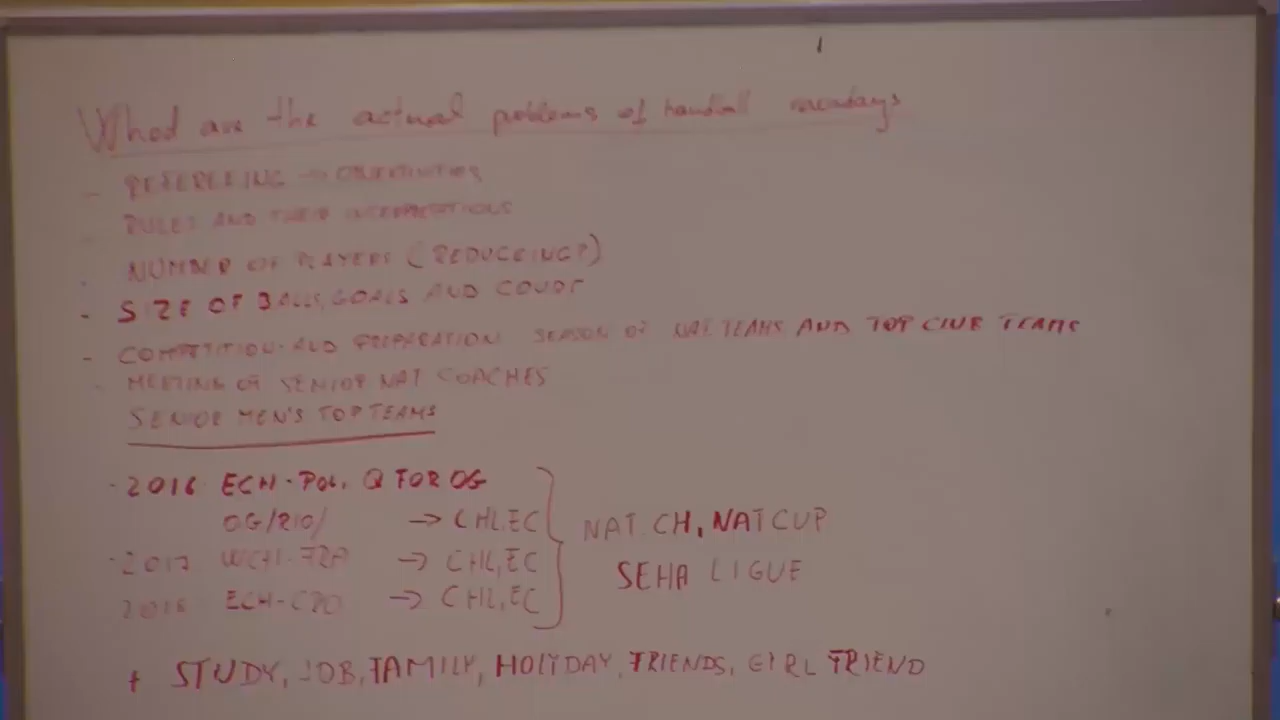 What are the actual problems of handball nowadays
- REFEREEING → OBJECTIVITIES
- RULES AND THEIR INTERPRETATIONS
- NUMBER OF PLAYERS (REDUCEING?)
- SIZE OF BALLS, GOALS AND COURT
- COMPETITION AND PREPARATION SEASON OF NAT. TEAMS AND TOP CLUB TEAMS
- MEETING OF SENIOR NAT COACHES
SENIOR MEN'S TOP TEAMS
- 2016 ECH-POL, Q FOR OG
OG/RIO/ → CHL, EC
- 2017 WCH-FRA → CHL, EC
2018 ECH-CRO → CHL, EC
NAT. CH, NAT CUP
SEHA LIGUE
+ STUDY, JOB, FAMILY, HOLYDAY, FRIENDS, GIRL FRIEND